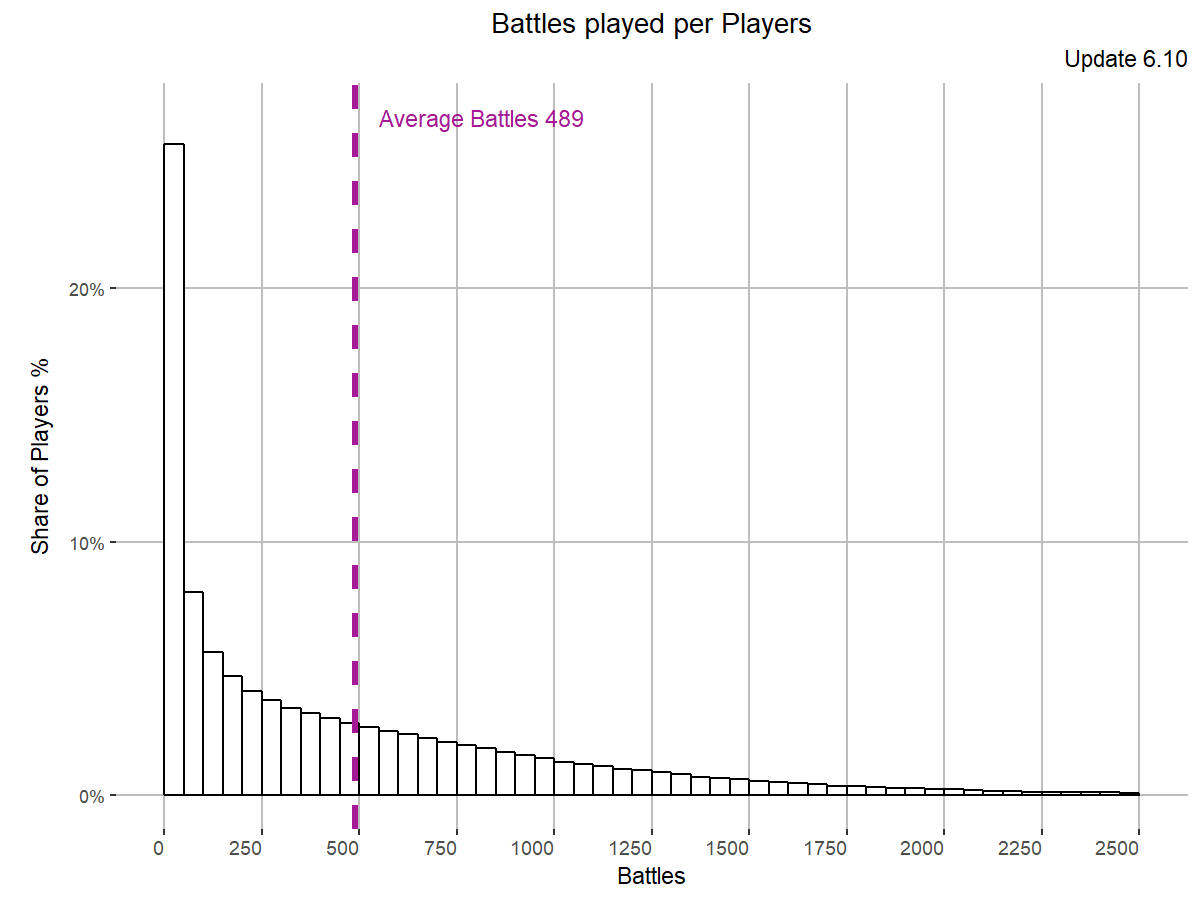 Battles played per Players
Update 6.10
Average Battles 489
Share of Players %
20%
10%
0%
0 250 500 750 1000 1250 1500 1750 2000 2250 2500
Battles